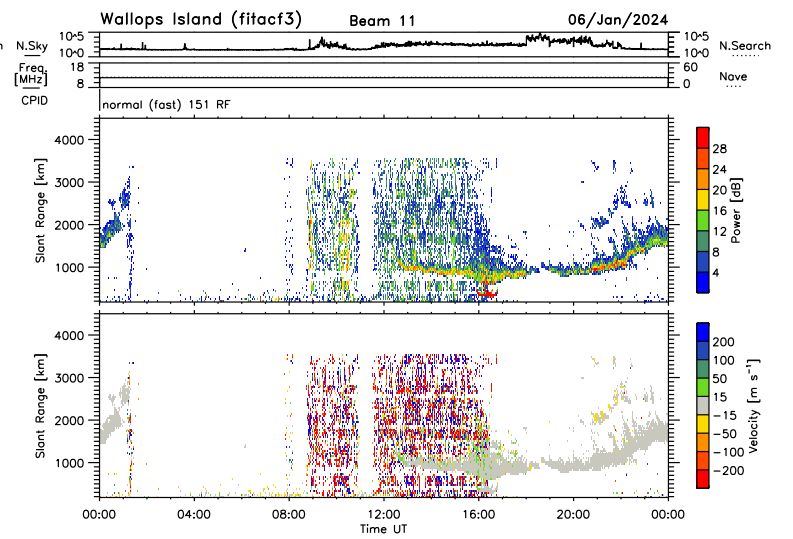 Wallops Island (fitacf3) Beam 11 06/Jan/2024
n N.Sky 10^5 10^0 10^5 10^0 N.Search
Freq. [MHz] 18 8 60 0 Nave
CPID normal (fast) 151 RF
4000
3000
2000
1000
Slant Range [km]
28
24
20
16
12
8
4
Power [dB]
4000
3000
2000
1000
Slant Range [km]
200
100
50
15
-15
-50
-100
-200
Velocity [m s^-1]
00:00 04:00 08:00 12:00 16:00 20:00 00:00
Time UT